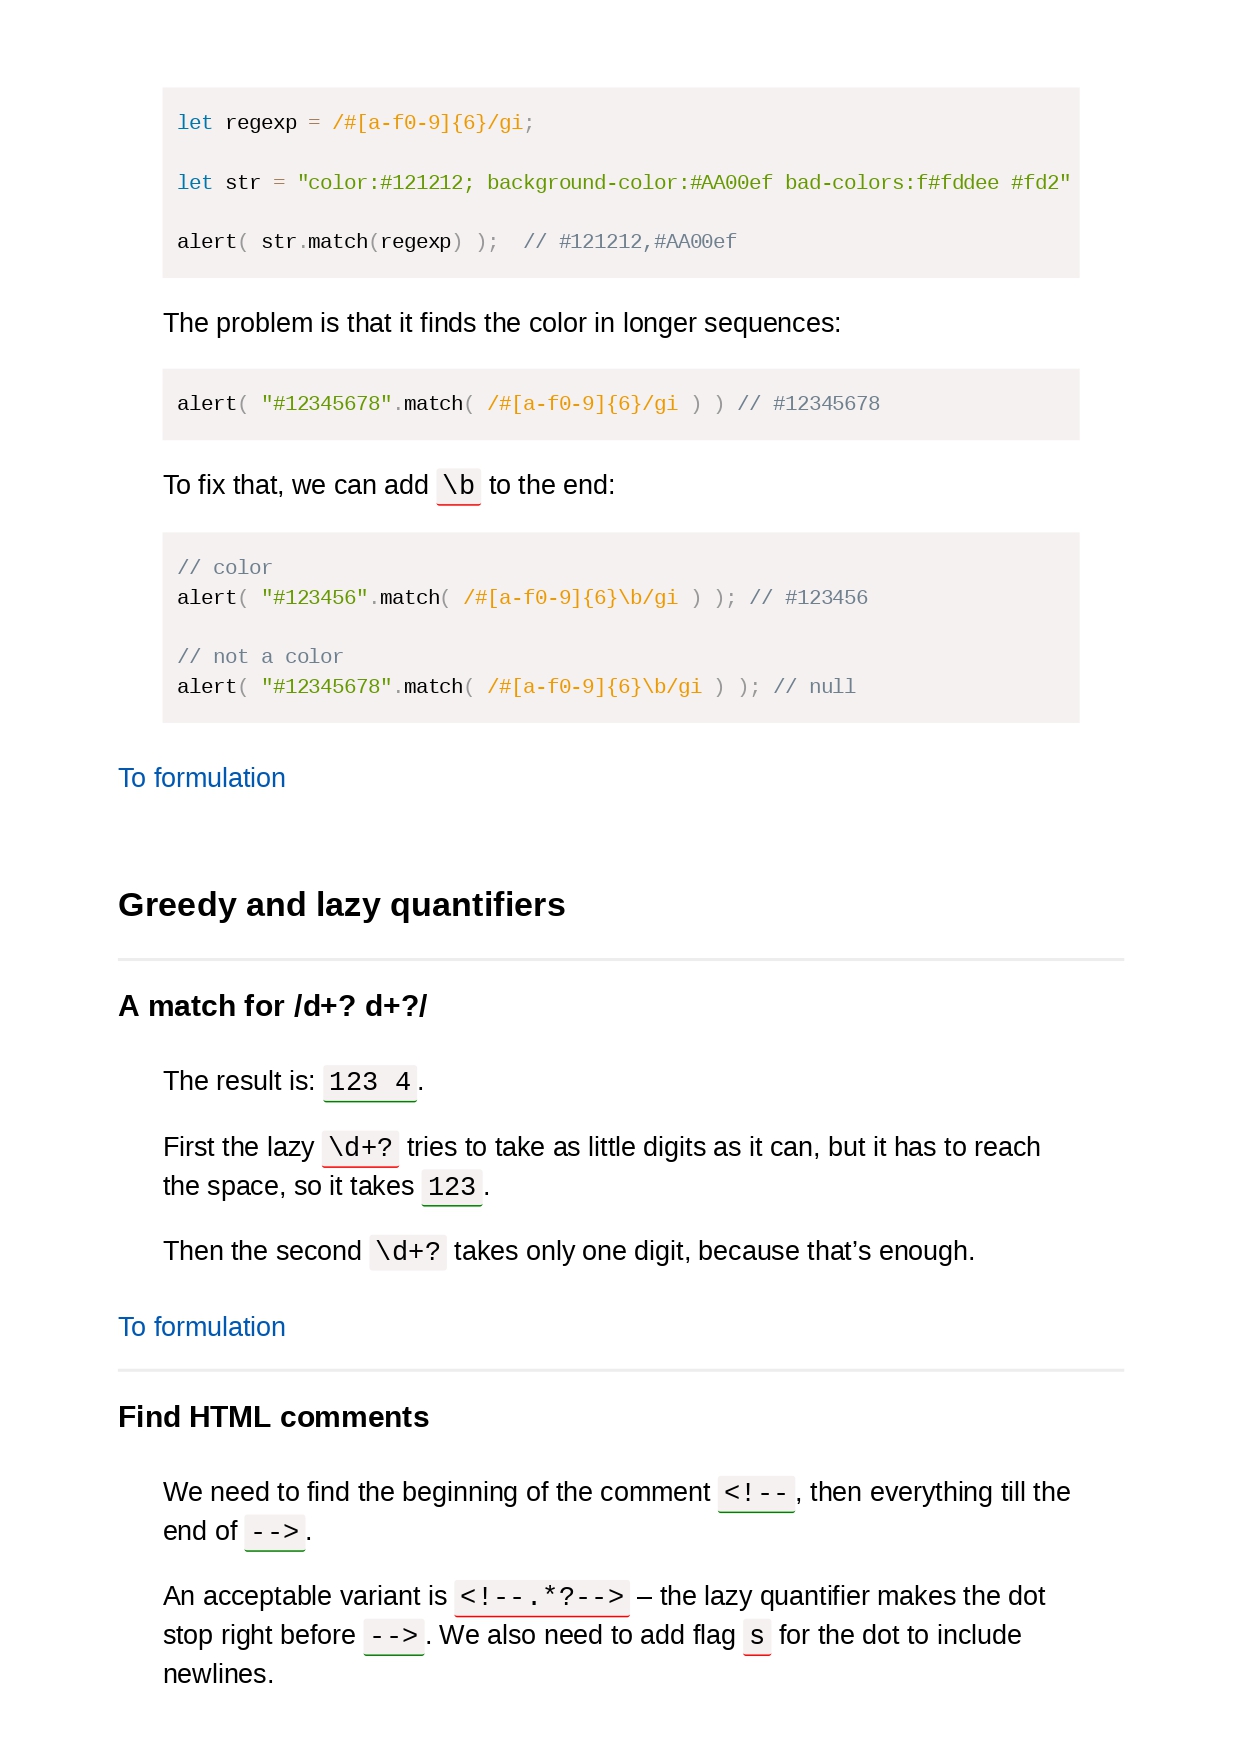 let regexp = /#[a-f0-9]{6}/gi;
let str = "color:#121212; background-color:#AA00ef bad-colors:f#fddee #fd2"
alert( str.match(regexp) );  // #121212,#AA00ef
The problem is that it finds the color in longer sequences:
alert( "#12345678".match( /#[a-f0-9]{6}/gi ) ) // #12345678
To fix that, we can add \b to the end:
// color
alert( "#123456".match( /#[a-f0-9]{6}\b/gi ) ); // #123456
// not a color
alert( "#12345678".match( /#[a-f0-9]{6}\b/gi ) ); // null
To formulation
Greedy and lazy quantifiers
A match for /d+? d+?/
The result is: 123 4.
First the lazy \d+? tries to take as little digits as it can, but it has to reach
the space, so it takes 123.
Then the second \d+? takes only one digit, because that’s enough.
To formulation
Find HTML comments
We need to find the beginning of the comment <!--, then everything till the
end of -->.
An acceptable variant is <!--.*?--> – the lazy quantifier makes the dot
stop right before -->. We also need to add flag s for the dot to include
newlines.